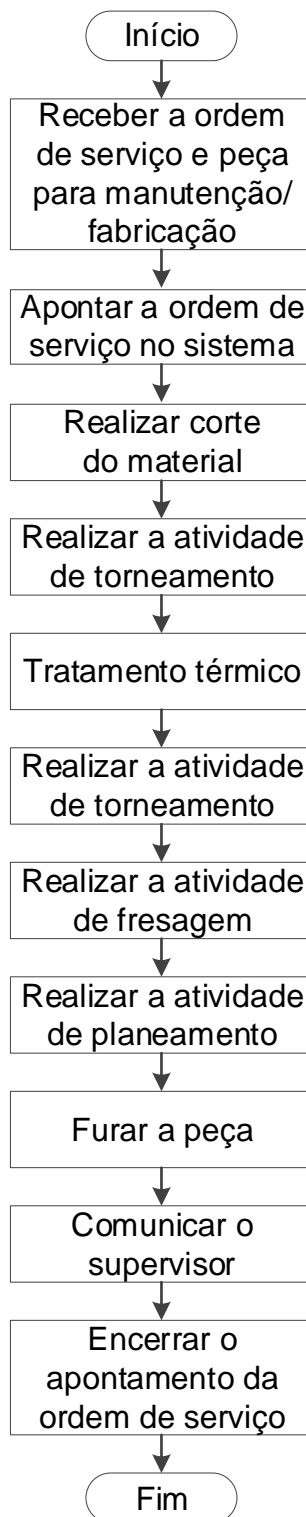 Início
Receber a ordem
de serviço e peça
para manutenção/
fabricação
Apontar a ordem de
serviço no sistema
Realizar corte
do material
Realizar a atividade
de torneamento
Tratamento térmico
Realizar a atividade
de torneamento
Realizar a atividade
de fresagem
Realizar a atividade
de planeamento
Furar a peça
Comunicar o
supervisor
Encerrar o
apontamento da
ordem de serviço
Fim